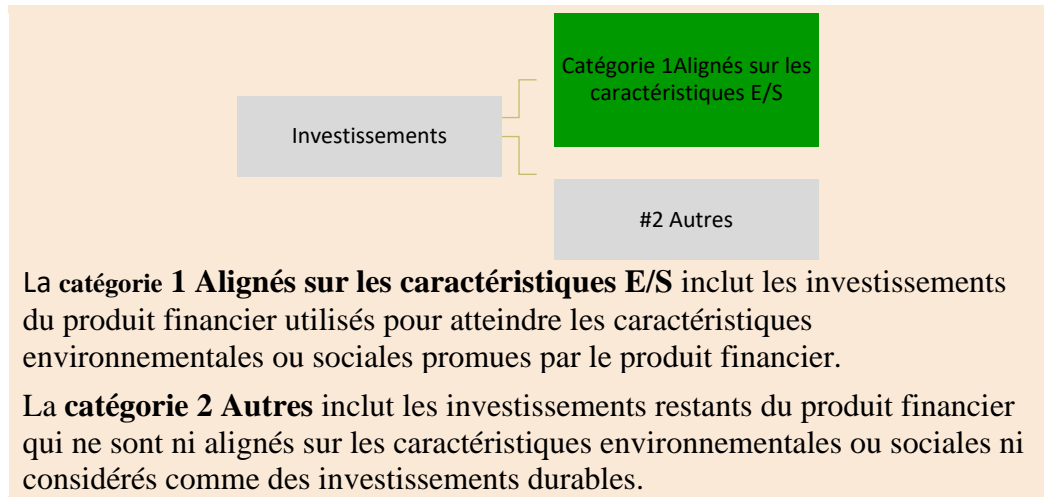 Catégorie 1Alignés sur les
caractéristiques E/S
Investissements
#2 Autres
La catégorie 1 Alignés sur les caractéristiques E/S inclut les investissements
du produit financier utilisés pour atteindre les caractéristiques
environnementales ou sociales promues par le produit financier.
La catégorie 2 Autres inclut les investissements restants du produit financier
qui ne sont ni alignés sur les caractéristiques environnementales ou sociales ni
considérés comme des investissements durables.